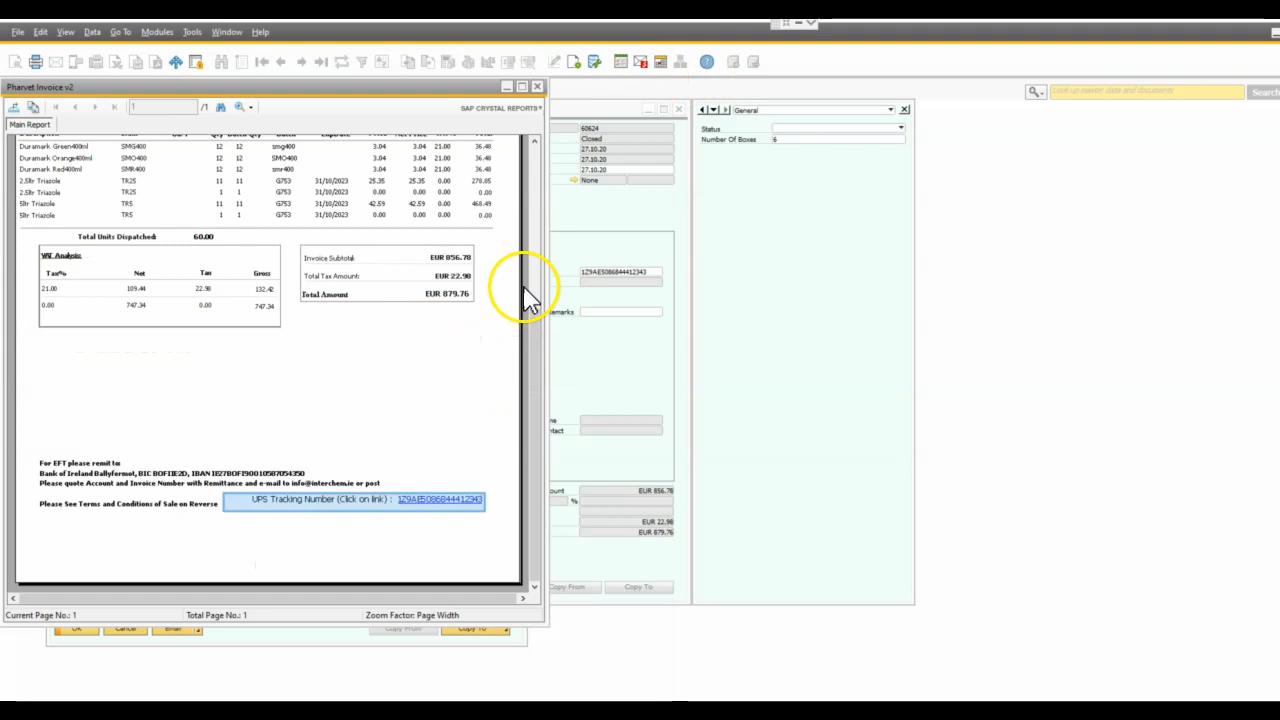 File Edit View Data Go To Modules Tools Window Help
Look up master data and documents Search
Pharvet Invoice v2
1 /1 SAP CRYSTAL REPORTS
Main Report
Duramark Green400ml SMG400 12 12 smg400 3.04 3.04 21.00 36.48
Duramark Orange400ml SMO400 12 12 SMO400 3.04 3.04 21.00 36.48
Duramark Red400ml SMR400 12 12 smr400 3.04 3.04 21.00 36.48
2.5ltr Triazole TR25 11 11 G753 31/10/2023 25.35 25.35 0.00 278.85
2.5ltr Triazole TR25 1 1 G753 31/10/2023 0.00 0.00 0.00 0.00
5ltr Triazole TR5 11 11 G753 31/10/2023 42.59 42.59 0.00 468.49
5ltr Triazole TR5 1 1 G753 31/10/2023 0.00 0.00 0.00 0.00
Total Units Dispatched: 60.00
VAT Analysis:
Tax% Net Tax Gross
21.00 109.44 22.98 132.42
0.00 747.34 0.00 747.34
Invoice Subtotal: EUR 856.78
Total Tax Amount: EUR 22.98
Total Amount EUR 879.76
For EFT please remit to:
Bank of Ireland Ballyfermot, BIC BOFIIE2D, IBAN IE27BOFI90010587054350
Please quote Account and Invoice Number with Remittance and e-mail to info@interchem.ie or post
Please See Terms and Conditions of Sale on Reverse
UPS Tracking Number (Click on link) : 1Z9AE5086844412343
Current Page No.: 1 Total Page No.: 1 Zoom Factor: Page Width
OK Cancel Email Copy From Copy To
60624
Closed
27.10.20
27.10.20
27.10.20
None
1Z9AE5086844412343
emarks
me
ntact
ount EUR 856.78
%
EUR 22.98
EUR 879.76
Copy From Copy To
General
Status
Number Of Boxes 6